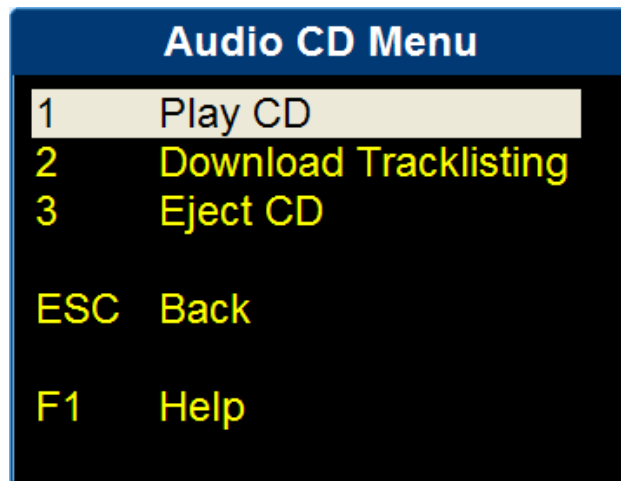 Audio CD Menu
1 Play CD
2 Download Tracklisting
3 Eject CD
ESC Back
F1 Help